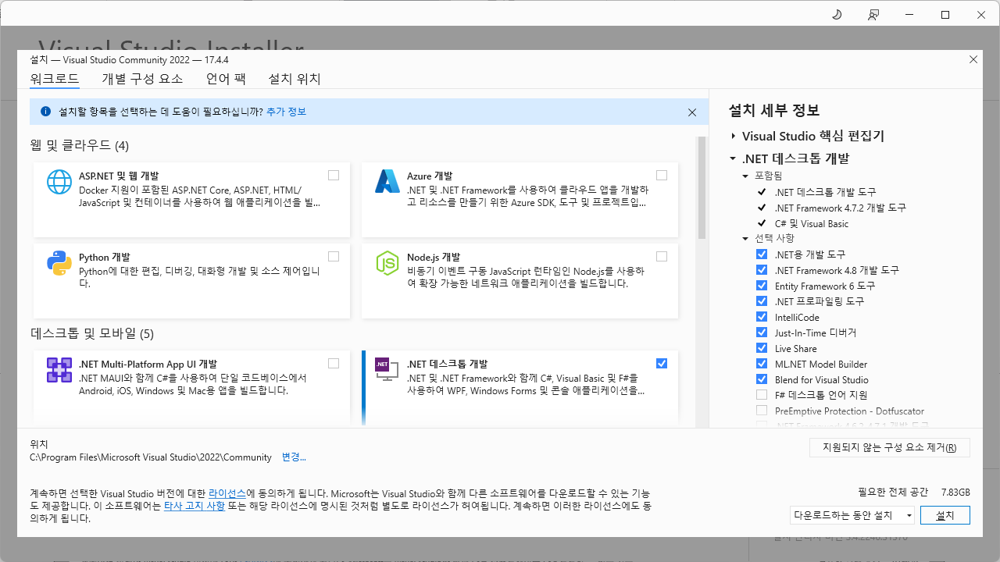 Visual Studio Installer
설치 — Visual Studio Community 2022 — 17.4.4
워크로드
개별 구성 요소
언어 팩
설치 위치
설치할 항목을 선택하는 데 도움이 필요하십니까? 추가 정보
웹 및 클라우드 (4)
ASP.NET 및 웹 개발
Docker 지원이 포함된 ASP.NET Core, ASP.NET, HTML/
JavaScript 및 컨테이너를 사용하여 웹 애플리케이션을 빌...
Azure 개발
.NET 및 .NET Framework를 사용하여 클라우드 앱을 개발하
고 리소스를 만들기 위한 Azure SDK, 도구 및 프로젝트입...
Python 개발
Python에 대한 편집, 디버깅, 대화형 개발 및 소스 제어입니
다.
Node.js 개발
비동기 이벤트 구동 JavaScript 런타임인 Node.js를 사용하
여 확장 가능한 네트워크 애플리케이션을 빌드합니다.
데스크톱 및 모바일 (5)
.NET Multi-Platform App UI 개발
.NET MAUI와 함께 C#을 사용하여 단일 코드베이스에서
Android, iOS, Windows 및 Mac용 앱을 빌드합니다.
.NET
.NET 데스크톱 개발
.NET 및 .NET Framework와 함께 C#, Visual Basic 및 F#을
사용하여 WPF, Windows Forms 및 콘솔 애플리케이션을...
설치 세부 정보
Visual Studio 핵심 편집기
.NET 데스크톱 개발
포함됨
.NET 데스크톱 개발 도구
.NET Framework 4.7.2 개발 도구
C# 및 Visual Basic
선택 사항
.NET용 개발 도구
.NET Framework 4.8 개발 도구
Entity Framework 6 도구
.NET 프로파일링 도구
IntelliCode
Just-In-Time 디버거
Live Share
ML.NET Model Builder
Blend for Visual Studio
F# 데스크톱 언어 지원
PreEmptive Protection - Dotfuscator
.NET Framework 4.6.2-4.7.1 개발 도구
위치
C:\Program Files\Microsoft Visual Studio\2022\Community 변경...
지원되지 않는 구성 요소 제거(R)
계속하면 선택한 Visual Studio 버전에 대한 라이선스에 동의하게 됩니다. Microsoft는 Visual Studio와 함께 다른 소프트웨어를 다운로드할 수 있는 기능
도 제공합니다. 이 소프트웨어는 타사 고지 사항 또는 해당 라이선스에 명시된 것처럼 별도로 라이선스가 허여됩니다. 계속하면 이러한 라이선스에도 동
의하게 됩니다.
필요한 전체 공간 7.83GB
다운로드하는 동안 설치
설치